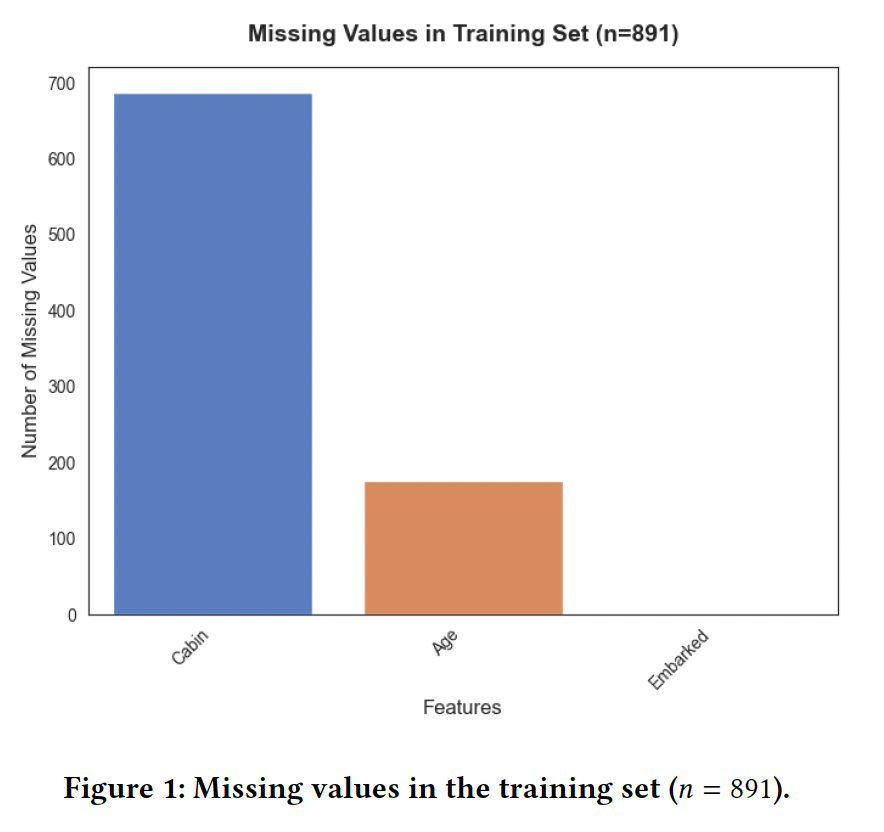 Missing Values in Training Set (n=891)
700
600
500
400
300
200
100
0
Number of Missing Values
Cabin
Age
Embarked
Features
Figure 1: Missing values in the training set (n = 891).